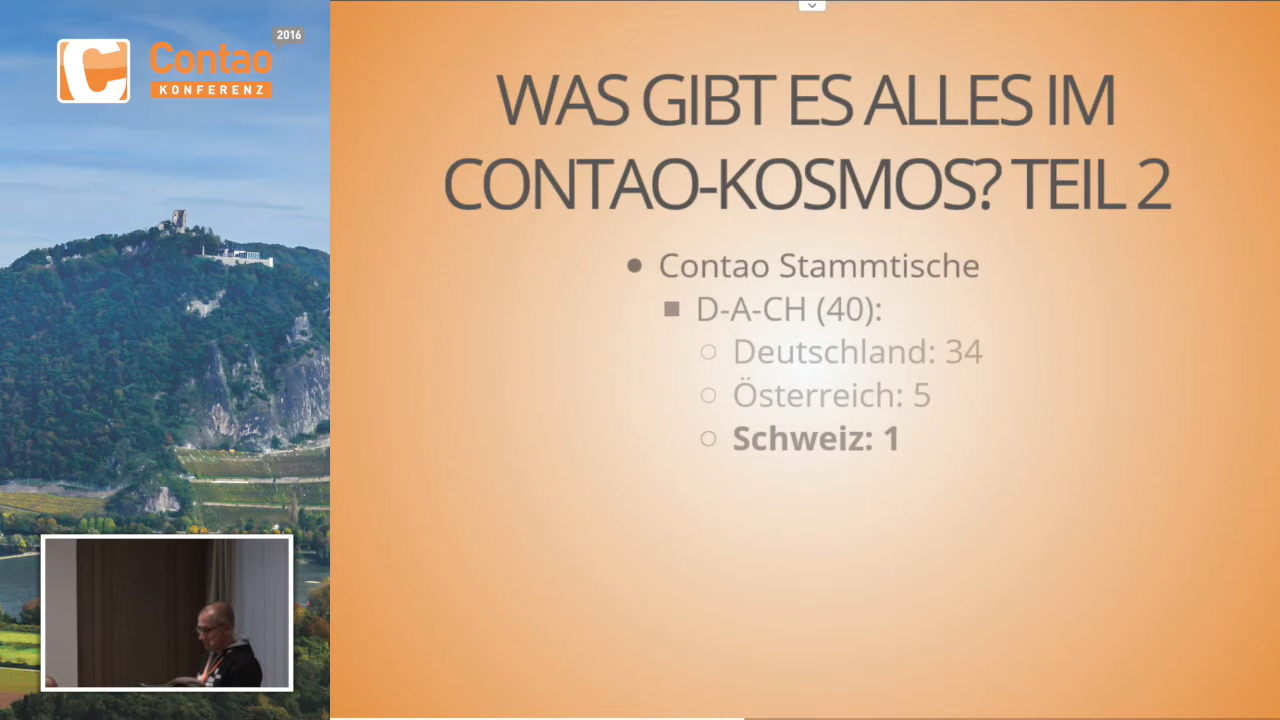 2016
Contao
KONFERENZ
WAS GIBT ES ALLES IM
CONTAO-KOSMOS? TEIL 2
Contao Stammtische
D-A-CH (40):
Deutschland: 34
Österreich: 5
Schweiz: 1